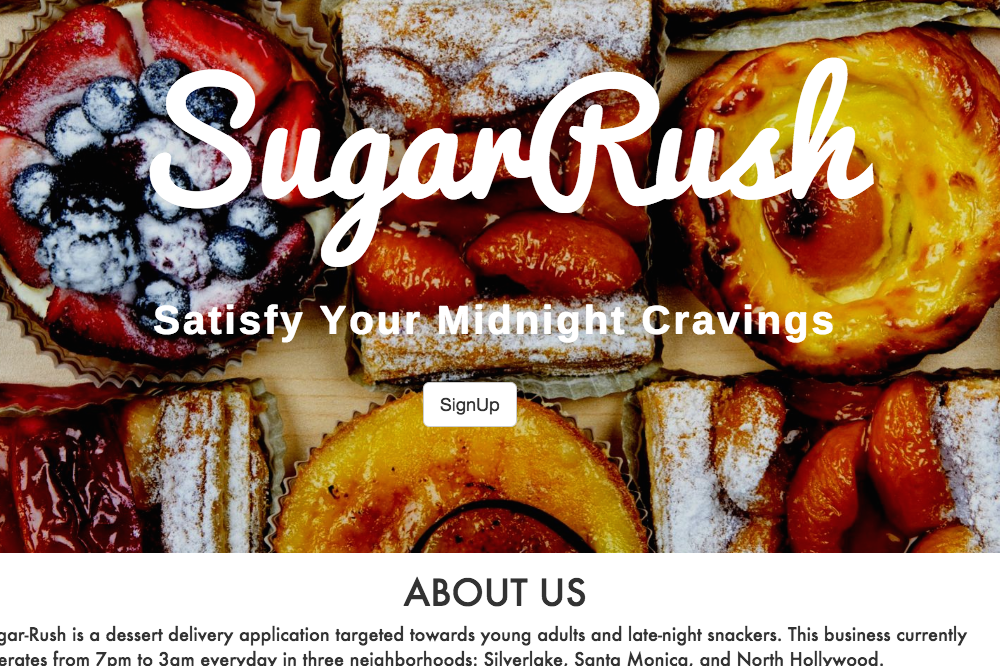 SugarRush
Satisfy Your Midnight Cravings
SignUp
ABOUT US
gar-Rush is a dessert delivery application targeted towards young adults and late-night snackers. This business currently
erates from 7pm to 3am everyday in three neighborhoods: Silverlake, Santa Monica, and North Hollywood.